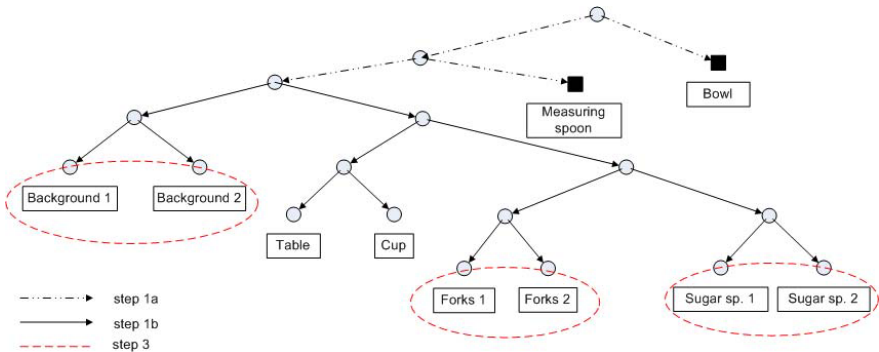 Bowl
Measuring
spoon
Background 1
Background 2
Table
Cup
Forks 1
Forks 2
Sugar sp. 1
Sugar sp. 2
step 1a
step 1b
step 3